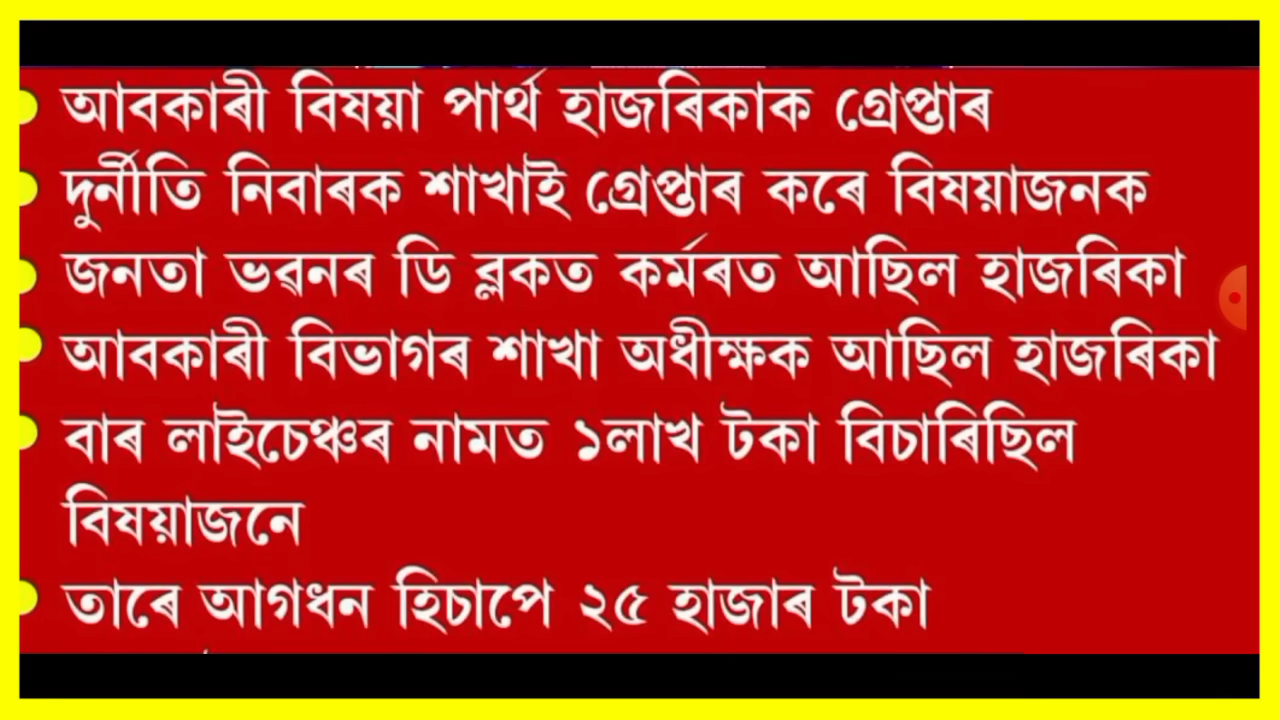 আবকাৰী বিষয়া পাৰ্থ হাজৰিকাক গ্ৰেপ্তাৰ
দুৰ্নীতি নিবাৰক শাখাই গ্ৰেপ্তাৰ কৰে বিষয়াজনক
জনতা ভৱনৰ ডি ব্লকত কৰ্মৰত আছিল হাজৰিকা
আবকাৰী বিভাগৰ শাখা অধীক্ষক আছিল হাজৰিকা
বাৰ লাইচেঞ্চৰ নামত ১লাখ টকা বিচাৰিছিল
বিষয়াজনে
তাৰে আগধন হিচাপে ২৫ হাজাৰ টকা